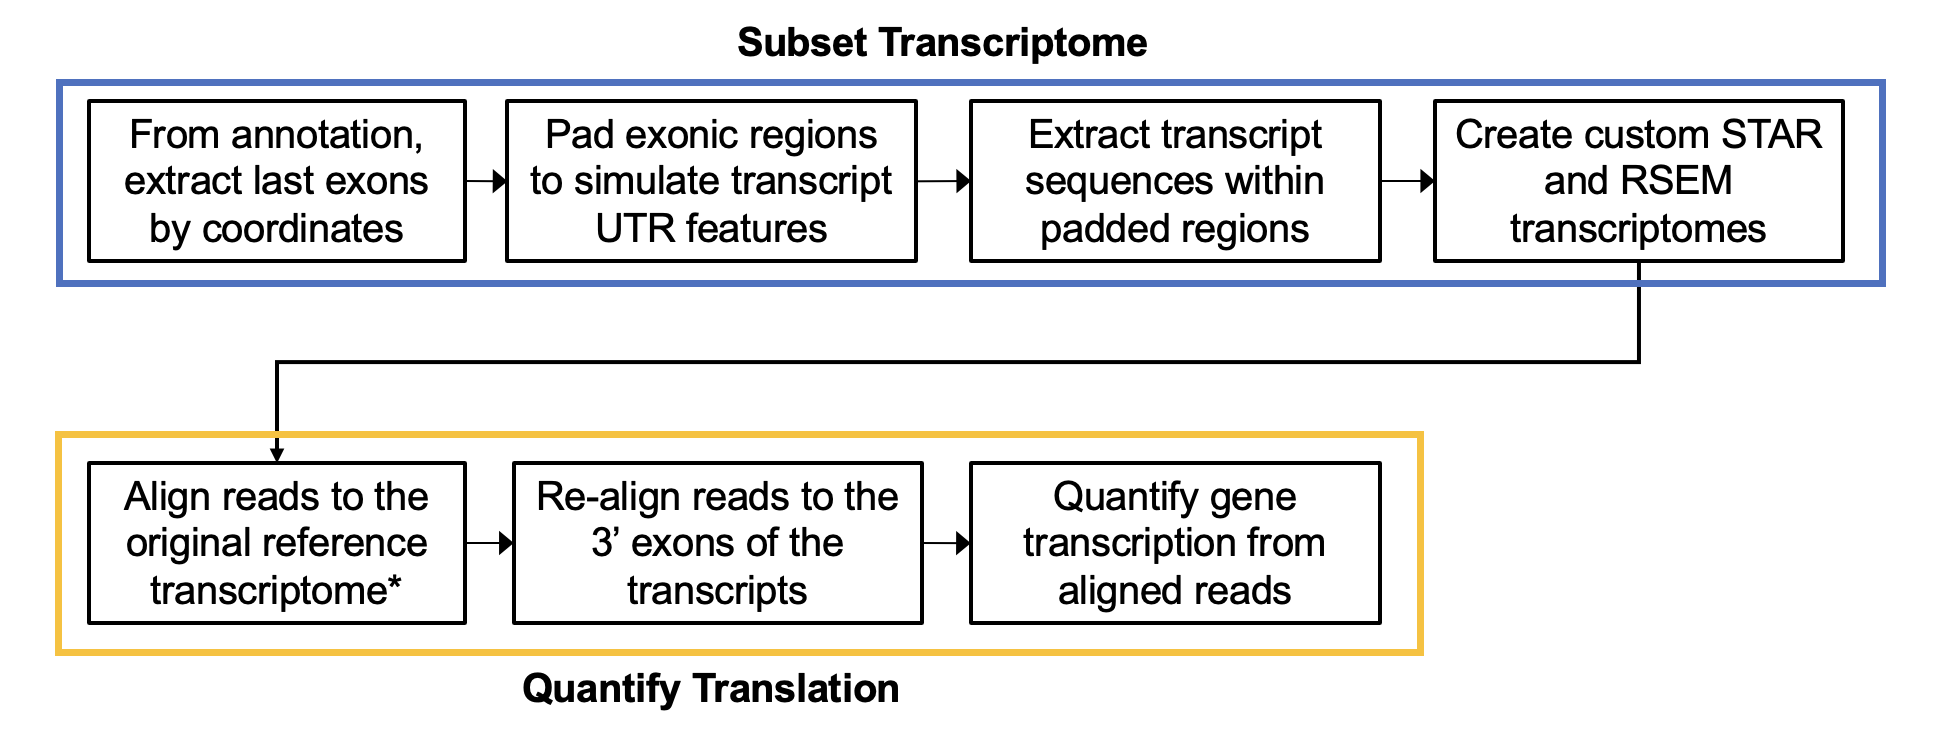 Subset Transcriptome
From annotation,
extract last exons
by coordinates
Pad exonic regions
to simulate transcript
UTR features
Extract transcript
sequences within
padded regions
Create custom STAR
and RSEM
transcriptomes
Align reads to the
original reference
transcriptome*
Re-align reads to the
3’ exons of the
transcripts
Quantify gene
transcription from
aligned reads
Quantify Translation